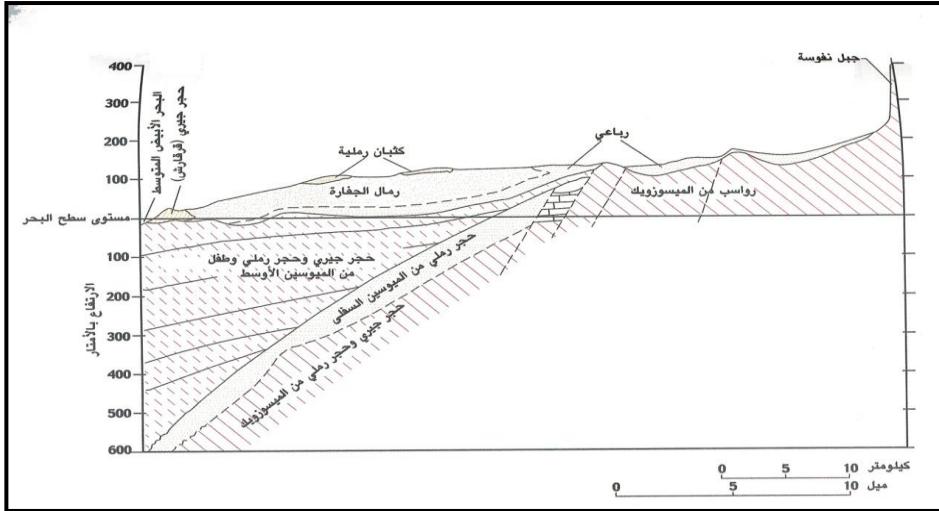 جبل نفوسة
400
300
200
100
مستوى سطح البحر
100
200
300
400
500
600
الارتفاع بالأمتار
البحر الأبيض المتوسط
حجر جيري (قرقارش)
كثبان رملية
رباعي
رمال الجفارة
رواسب من الميسوزويك
حجر جيري وحجر رملي وطفل
من الميوسين الأوسط
حجر رملي من الميوسين السفلي
حجر جيري وحجر رملي من الميسوزويك
0 5 10 كيلومتر
0 5 10 ميل